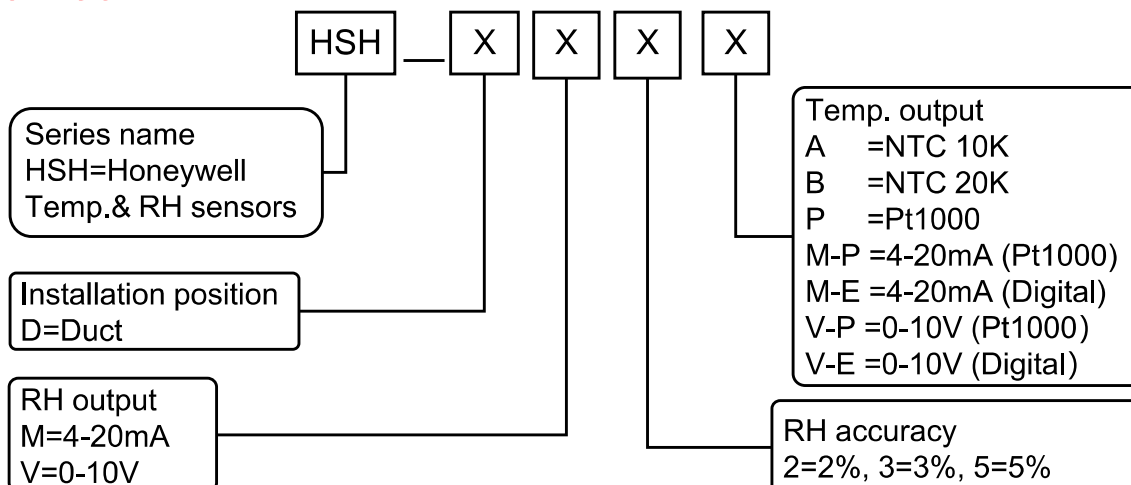 HSH — X X X X
Series name
HSH=Honeywell
Temp.& RH sensors
Installation position
D=Duct
RH output
M=4-20mA
V=0-10V
Temp. output
A =NTC 10K
B =NTC 20K
P =Pt1000
M-P =4-20mA (Pt1000)
M-E =4-20mA (Digital)
V-P =0-10V (Pt1000)
V-E =0-10V (Digital)
RH accuracy
2=2%, 3=3%, 5=5%